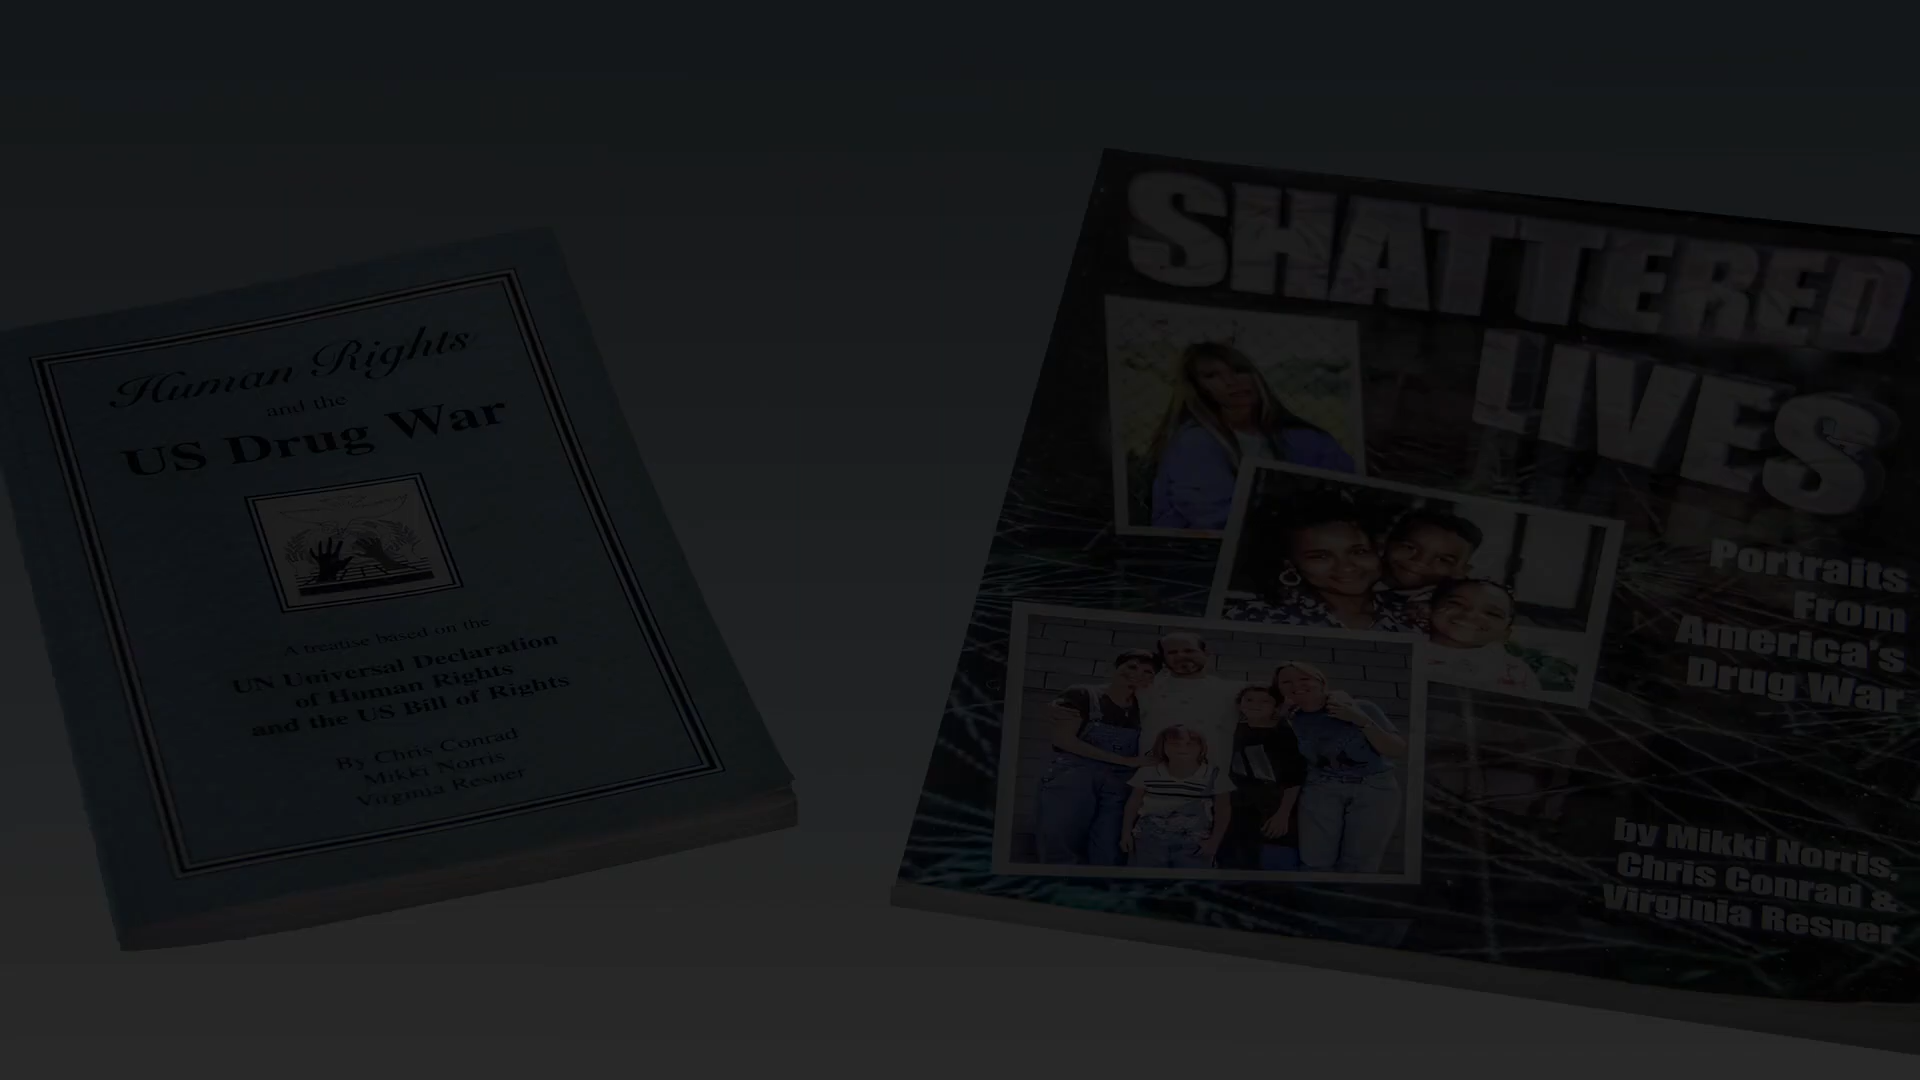 Human Rights
and the
US Drug War
A treatise based on the
UN Universal Declaration
of Human Rights
and the US Bill of Rights
By Chris Conrad
Mikki Norris
Virginia Resner
SHATTERED
LIVES
Portraits
From
America's
Drug War
by Mikki Norris,
Chris Conrad &
Virginia Resner